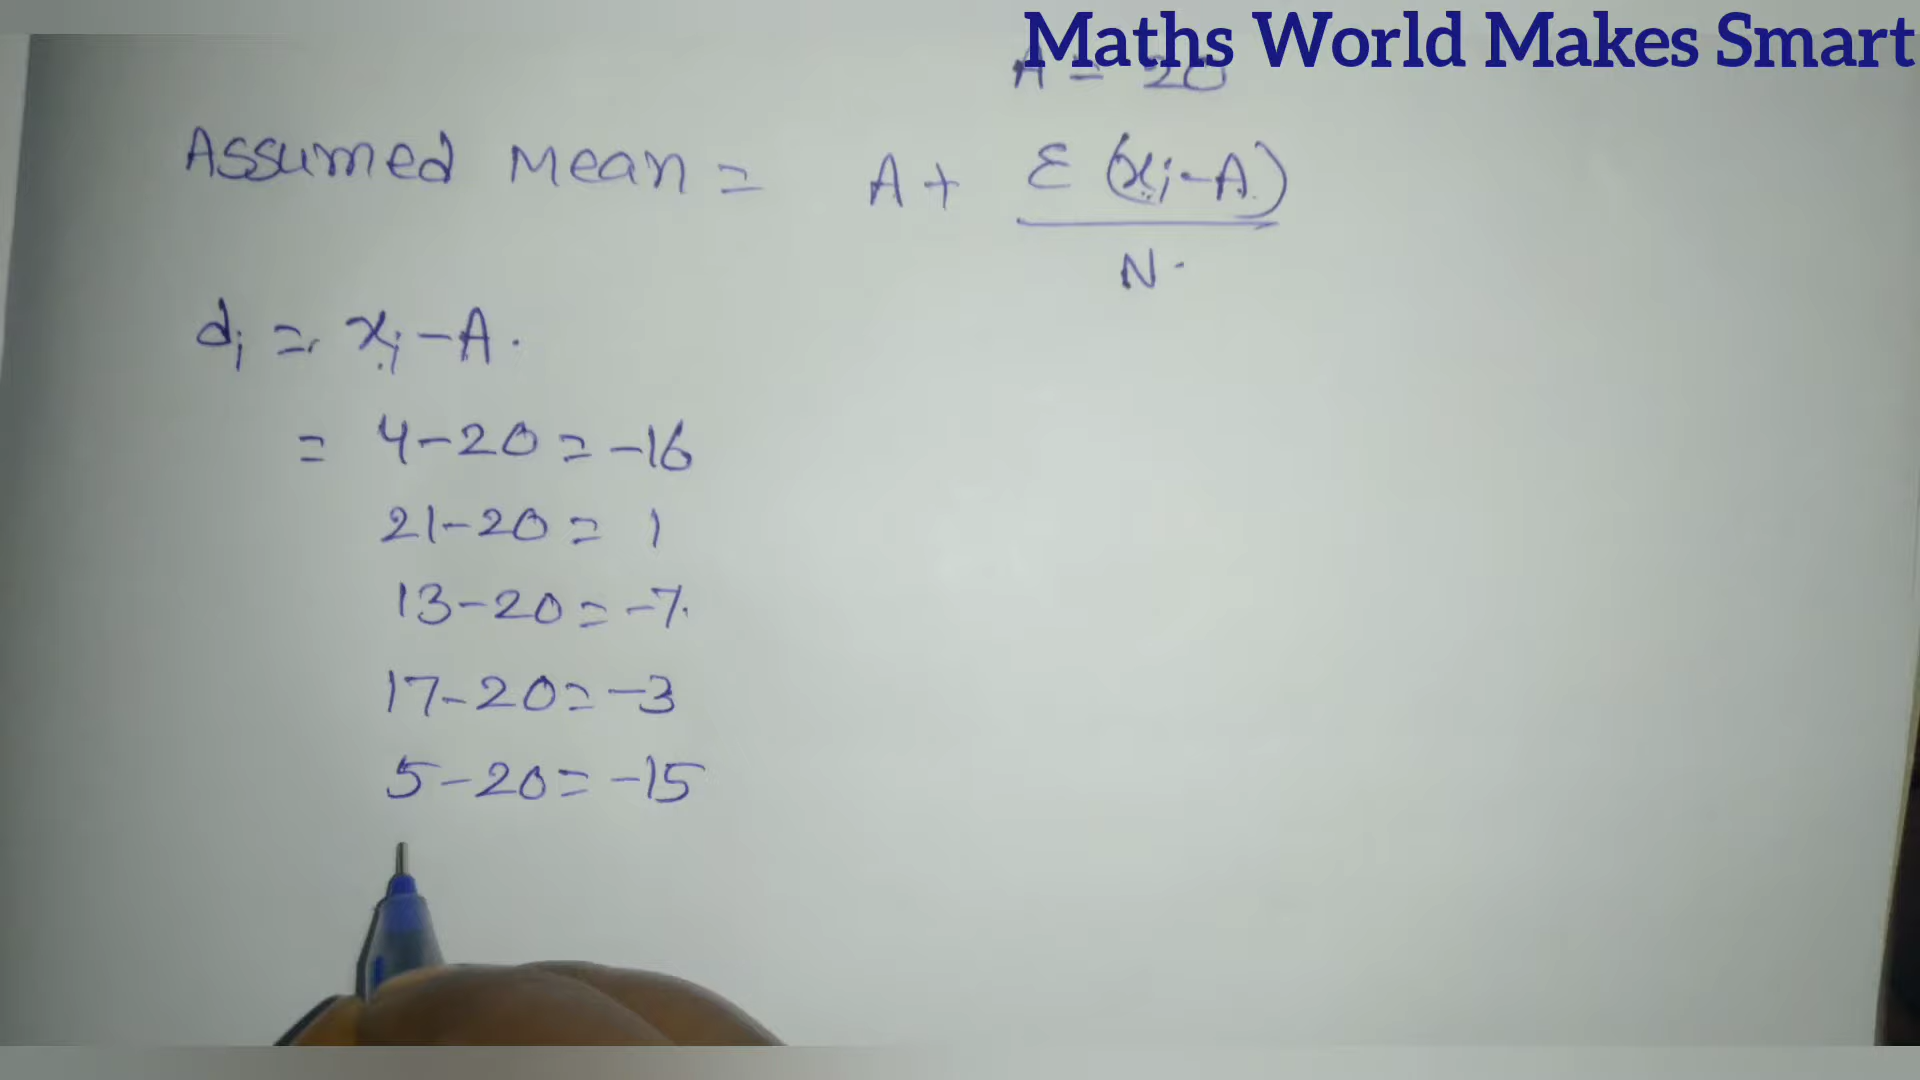 Maths World Makes Smart
A = 20
Assumed Mean = A + Σ (xi - A) / N.
di = xi - A.
= 4 - 20 = -16
21 - 20 = 1
13 - 20 = -7.
17 - 20 = -3
5 - 20 = -15